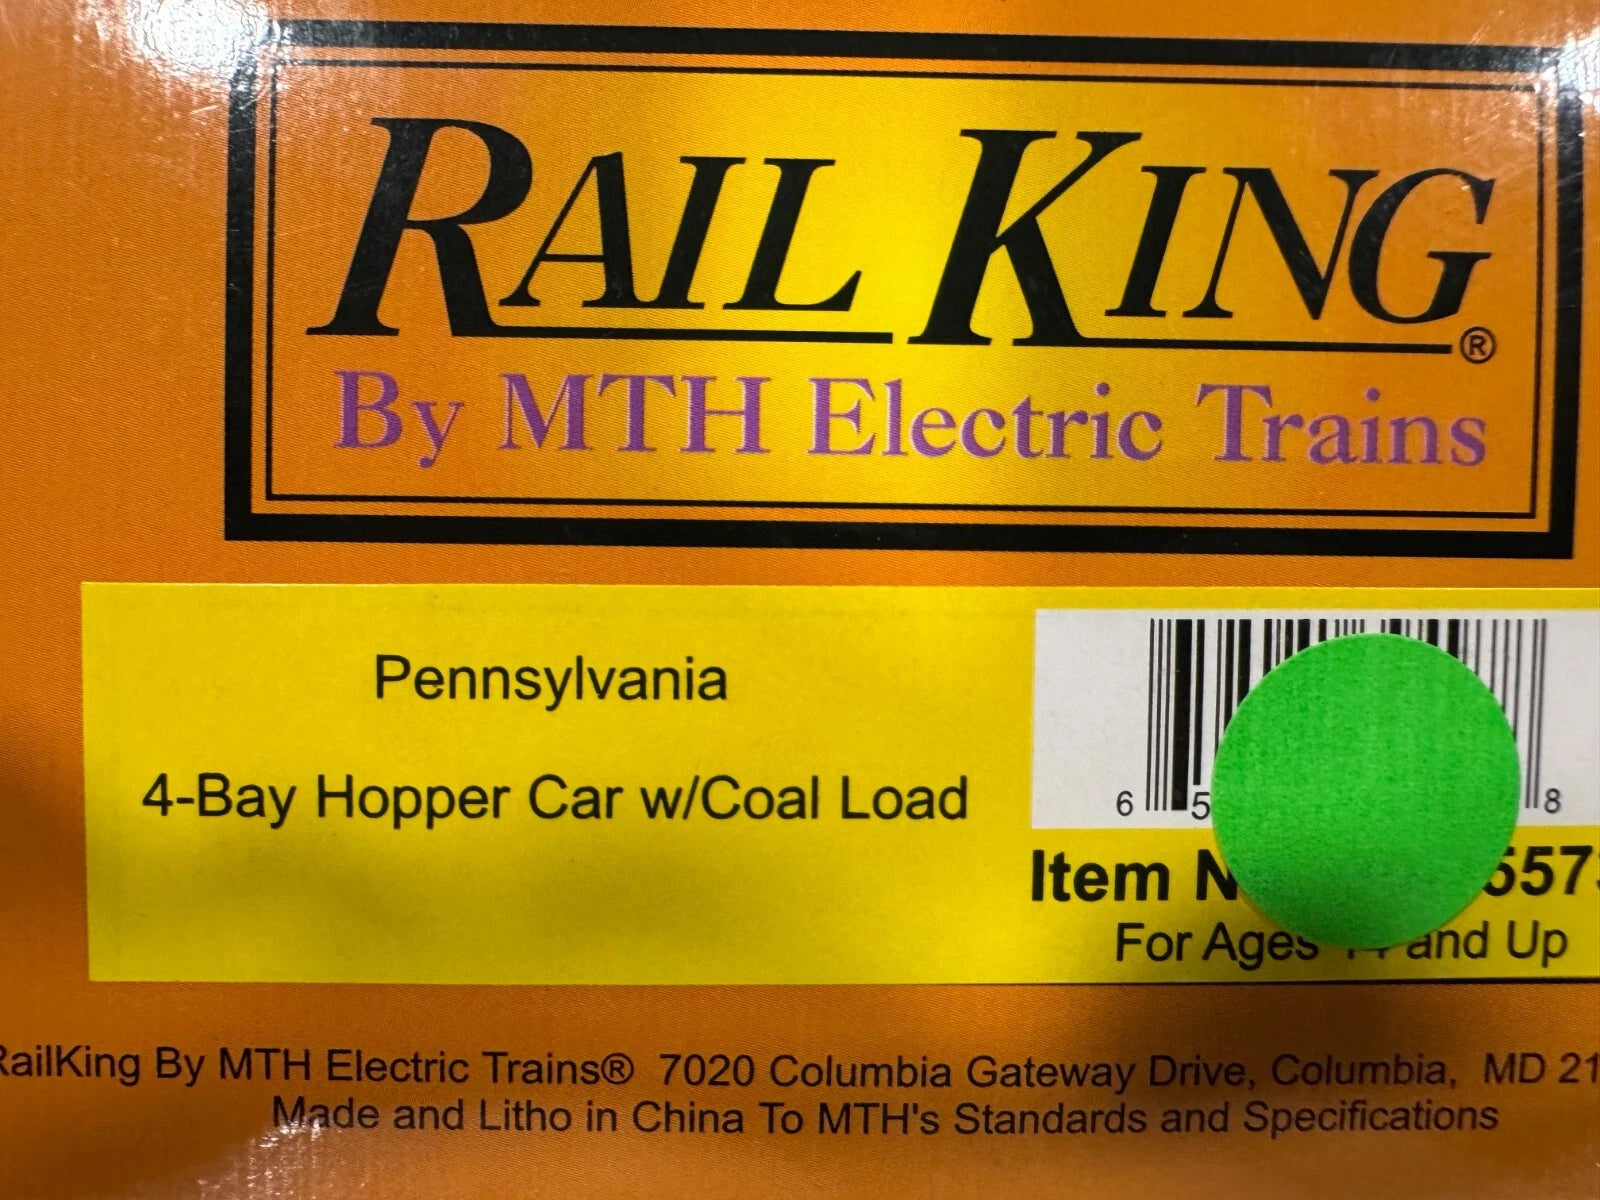 RAIL KING®
By MTH Electric Trains
Pennsylvania
4-Bay Hopper Car w/Coal Load
6 5 8
Item
For Ages and Up
RailKing By MTH Electric Trains® 7020 Columbia Gateway Drive, Columbia, MD
Made and Litho in China To MTH's Standards and Specifications